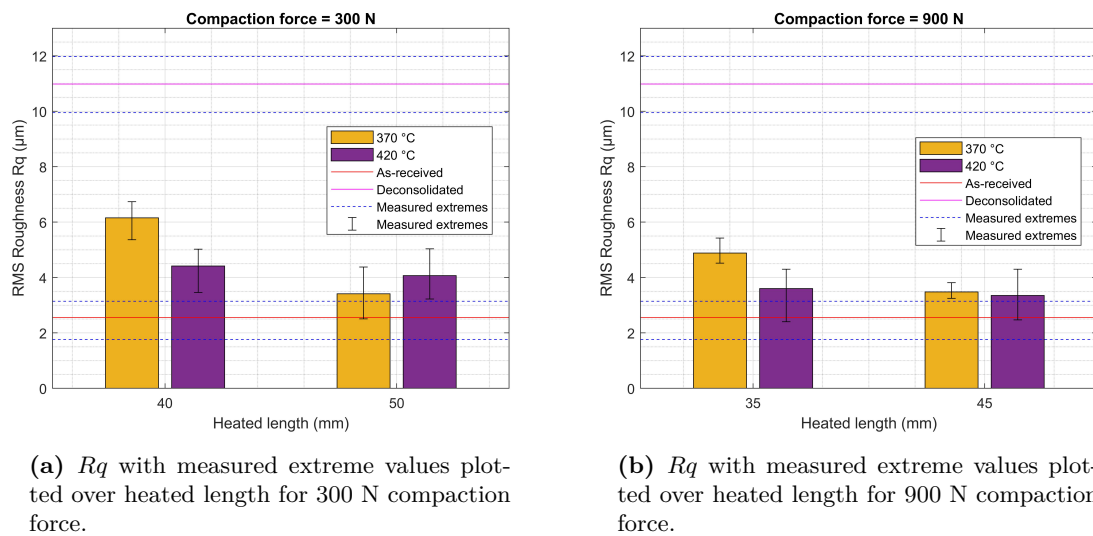 Compaction force = 300 N
12
10
8
6
4
2
0
RMS Roughness Rq (μm)
370 °C
420 °C
As-received
Deconsolidated
Measured extremes
Measured extremes
40
50
Heated length (mm)
(a) Rq with measured extreme values plot-
ted over heated length for 300 N compaction
force.
Compaction force = 900 N
12
10
8
6
4
2
0
RMS Roughness Rq (μm)
370 °C
420 °C
As-received
Deconsolidated
Measured extremes
Measured extremes
35
45
Heated length (mm)
(b) Rq with measured extreme values plot-
ted over heated length for 900 N compaction
force.